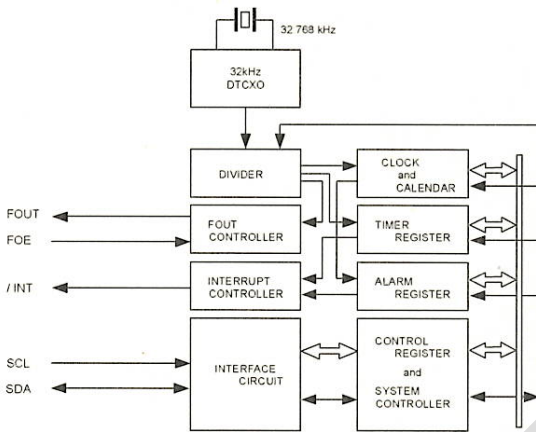 32 768 kHz
32kHz
DTCXO
DIVIDER
CLOCK
and
CALENDAR
FOUT
FOE
FOUT
CONTROLLER
TIMER
REGISTER
/ INT
INTERRUPT
CONTROLLER
ALARM
REGISTER
SCL
SDA
INTERFACE
CIRCUIT
CONTROL
REGISTER
and
SYSTEM
CONTROLLER